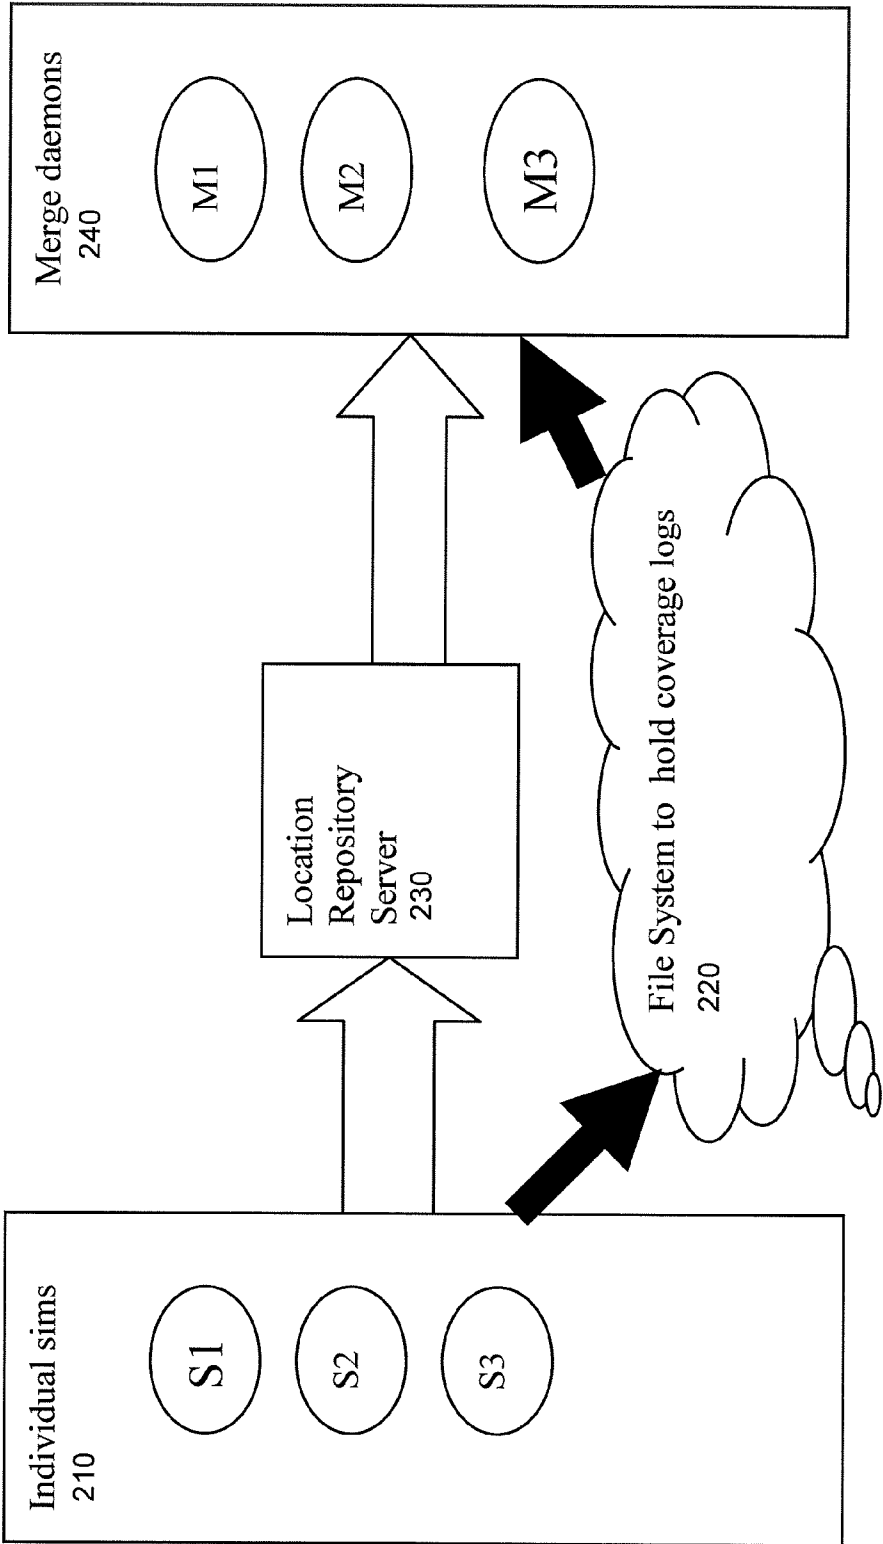 Individual sims
210
S1
S2
S3
Location
Repository
Server
230
File System to hold coverage logs
220
Merge daemons
240
M1
M2
M3